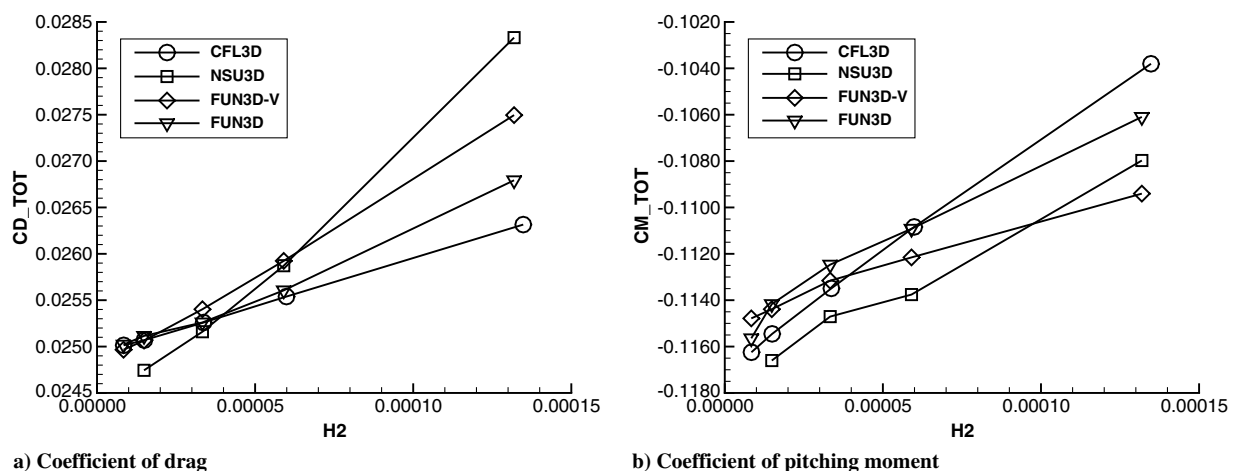 0.0285
0.0280
0.0275
0.0270
0.0265
0.0260
0.0255
0.0250
0.0245
CD_TOT
CFL3D
NSU3D
FUN3D-V
FUN3D
0.00000
0.00005
0.00010
0.00015
H2
a) Coefficient of drag
-0.1020
-0.1040
-0.1060
-0.1080
-0.1100
-0.1120
-0.1140
-0.1160
-0.1180
CM_TOT
CFL3D
NSU3D
FUN3D-V
FUN3D
0.00000
0.00005
0.00010
0.00015
H2
b) Coefficient of pitching moment